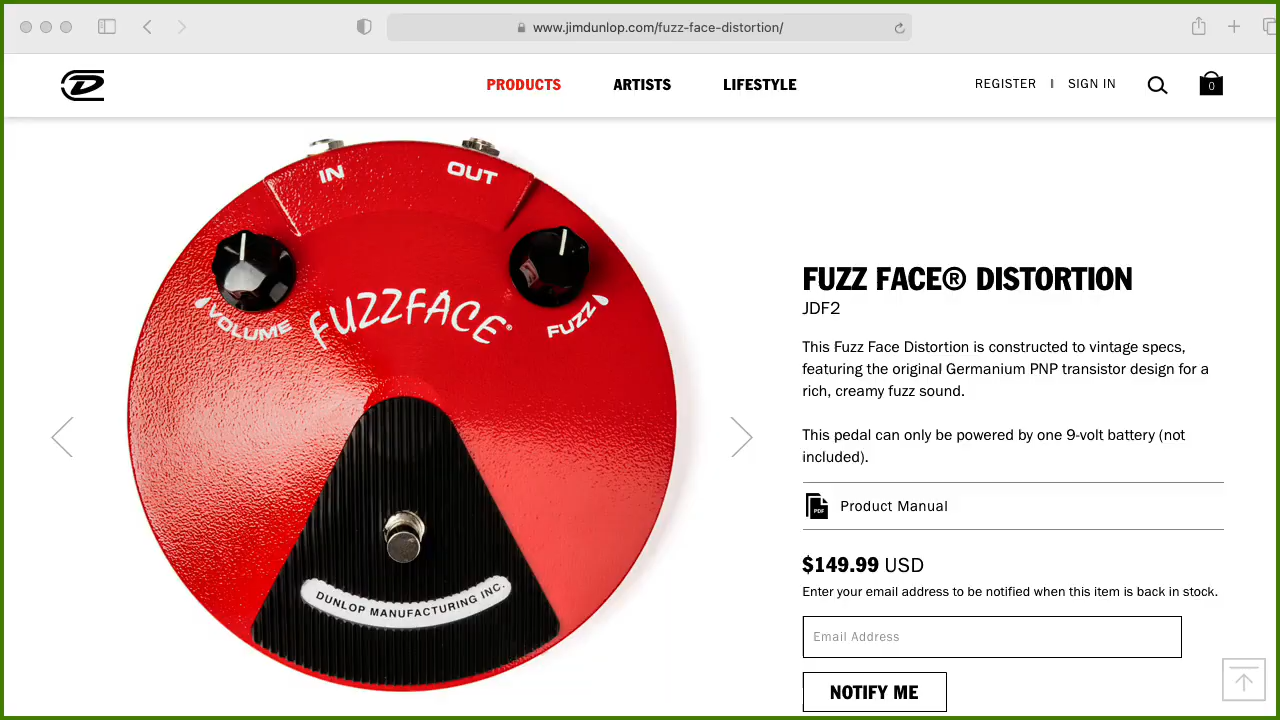 www.jimdunlop.com/fuzz-face-distortion/
PRODUCTS ARTISTS LIFESTYLE REGISTER I SIGN IN 0
IN OUT
VOLUME FUZZFACE® FUZZ
DUNLOP MANUFACTURING INC.
FUZZ FACE® DISTORTION
JDF2
This Fuzz Face Distortion is constructed to vintage specs,
featuring the original Germanium PNP transistor design for a
rich, creamy fuzz sound.
This pedal can only be powered by one 9-volt battery (not
included).
PDF Product Manual
$149.99 USD
Enter your email address to be notified when this item is back in stock.
Email Address
NOTIFY ME